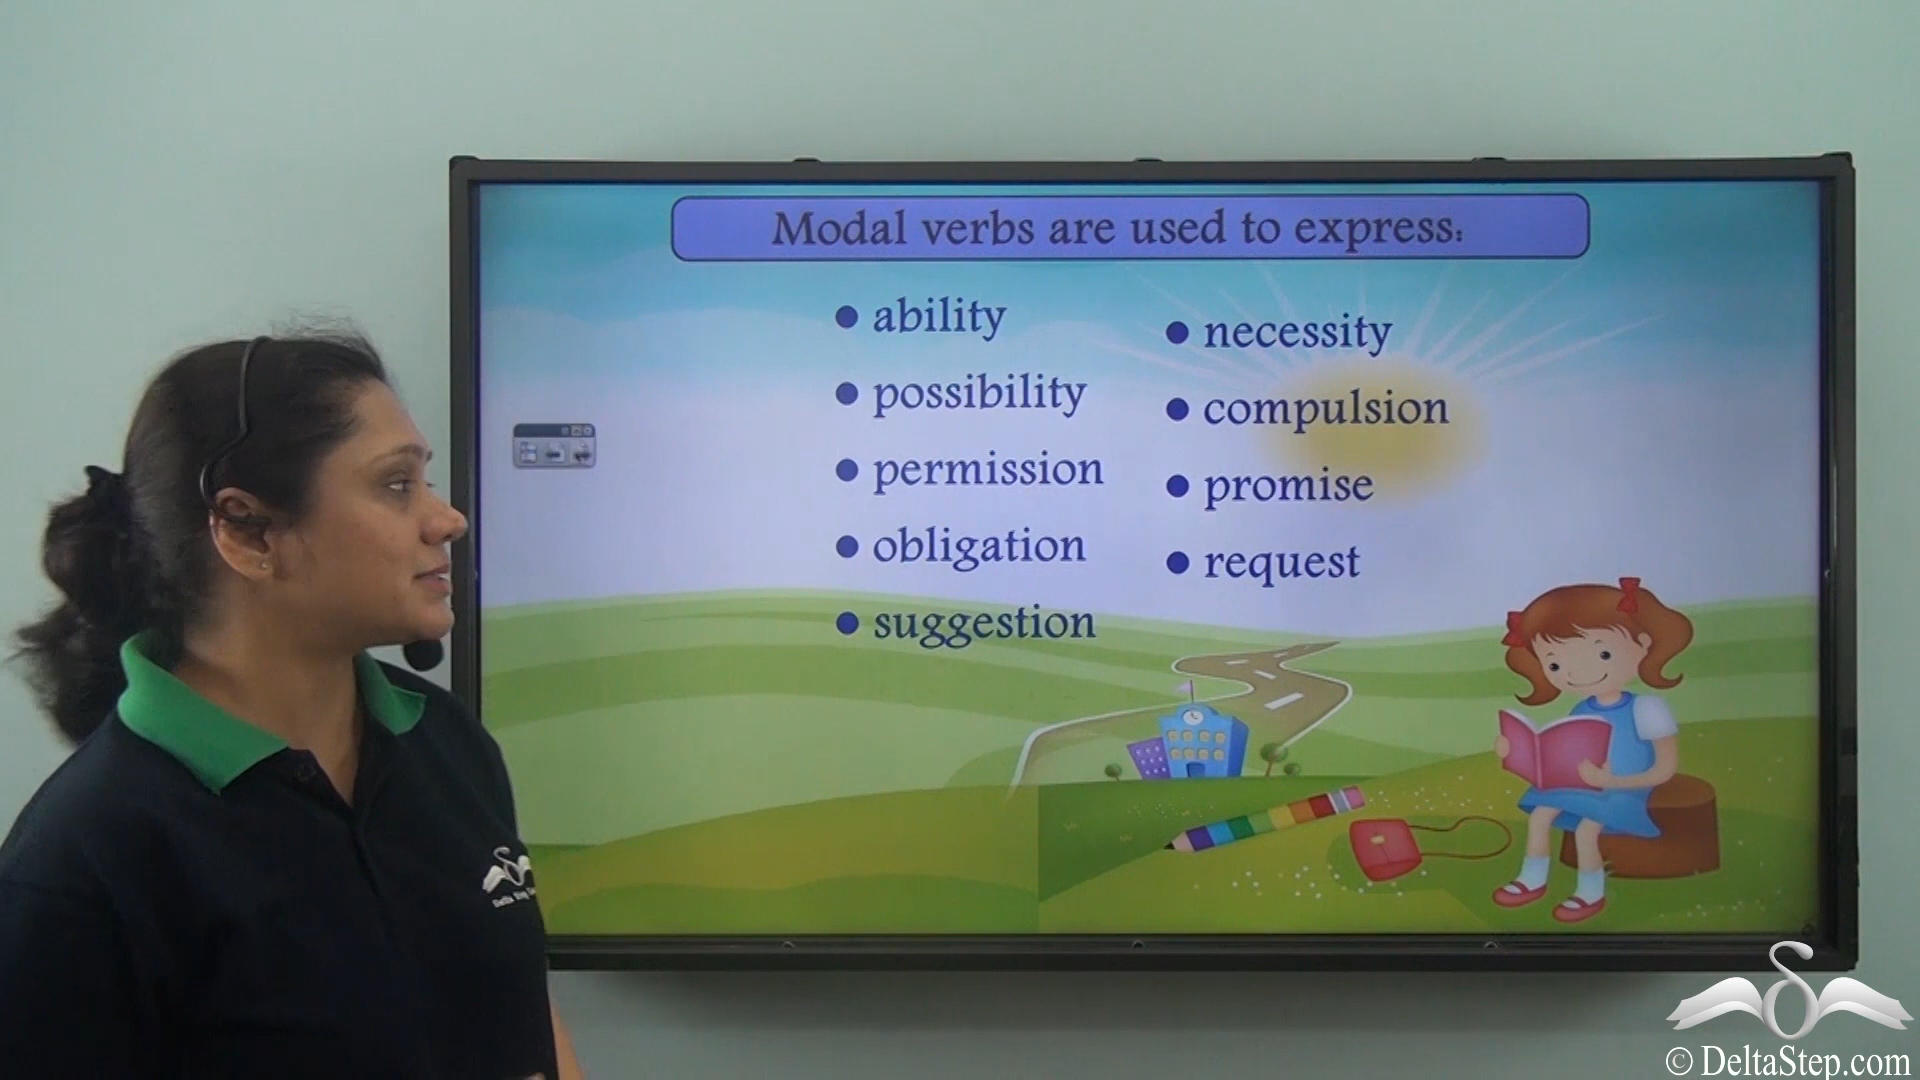 Modal verbs are used to express:
ability
possibility
permission
obligation
suggestion
necessity
compulsion
promise
request
© DeltaStep.com